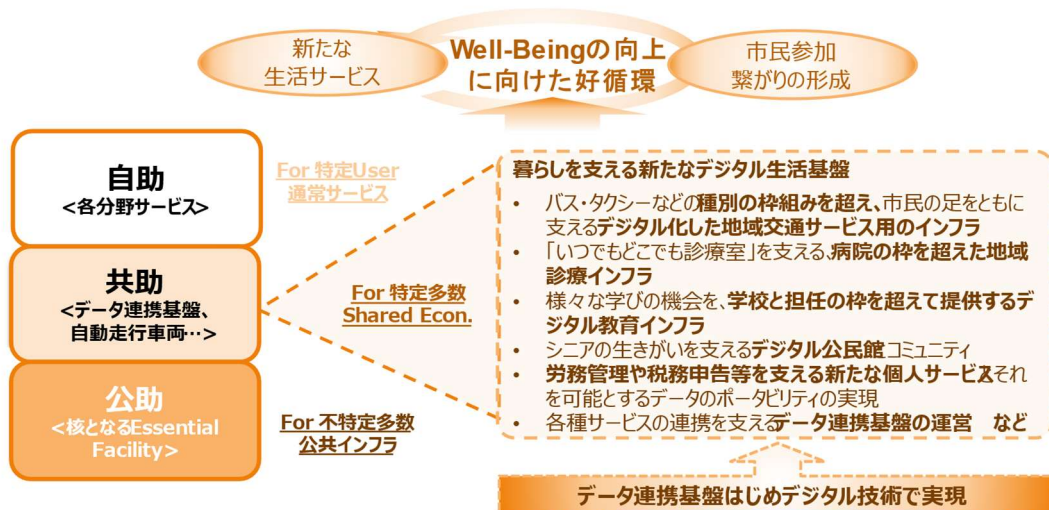 新たな
生活サービス
Well-Beingの向上
に向けた好循環
市民参加
繋がりの形成
自助
<各分野サービス>
For 特定User
通常サービス
共助
<データ連携基盤、
自動走行車両…>
For 特定多数
Shared Econ.
公助
<核となるEssential
Facility>
For 不特定多数
公共インフラ
暮らしを支える新たなデジタル生活基盤
• バス・タクシーなどの種別の枠組みを超え、市民の足をともに
支えるデジタル化した地域交通サービス用のインフラ
• 「いつでもどこでも診療室」を支える、病院の枠を超えた地域
診療インフラ
• 様々な学びの機会を、学校と担任の枠を超えて提供するデ
ジタル教育インフラ
• シニアの生きがいを支えるデジタル公民館コミュニティ
• 労務管理や税務申告等を支える新たな個人サービスそれ
を可能とするデータのポータビリティの実現
• 各種サービスの連携を支えるデータ連携基盤の運営 など
データ連携基盤はじめデジタル技術で実現